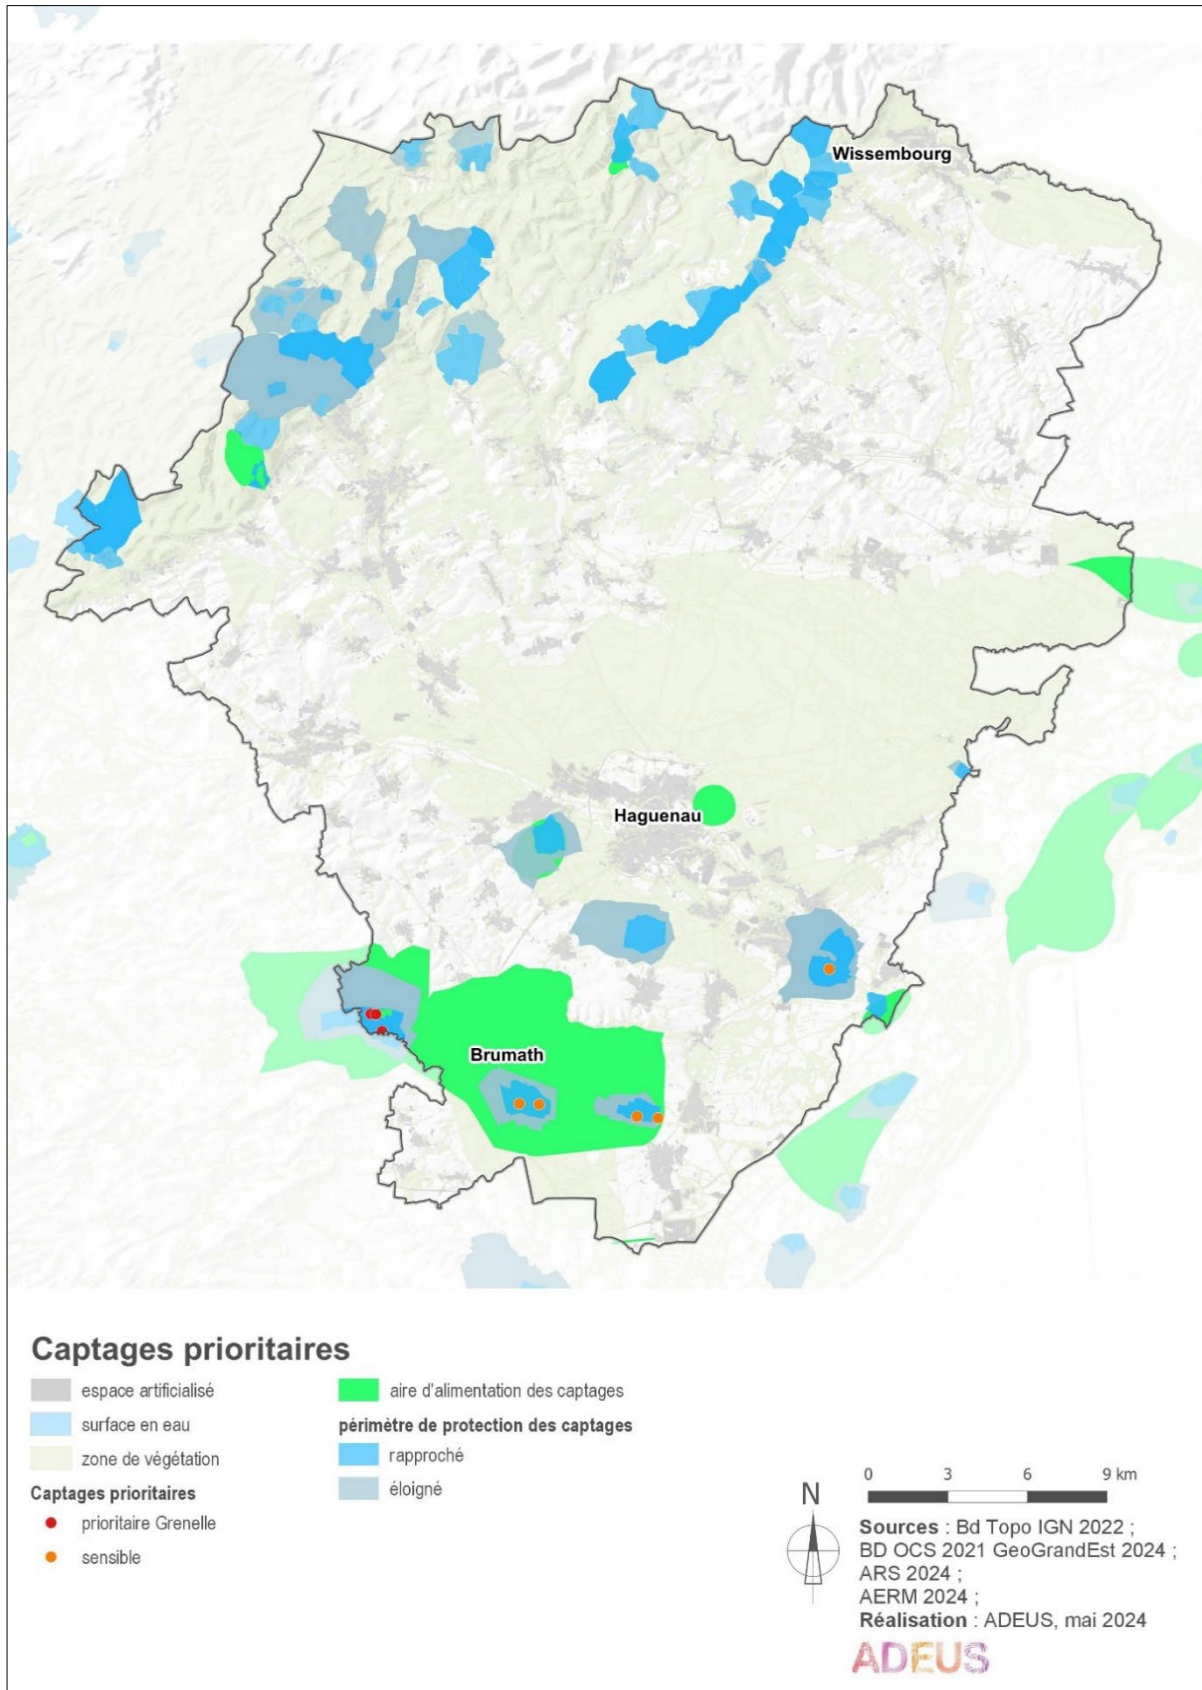 Wissembourg
Haguenau
Brumath
Captages prioritaires
espace artificialisé
surface en eau
zone de végétation
Captages prioritaires
prioritaire Grenelle
sensible
aire d'alimentation des captages
périmètre de protection des captages
rapproché
éloigné
N
0 3 6 9 km
Sources : Bd Topo IGN 2022 ;
BD OCS 2021 GeoGrandEst 2024 ;
ARS 2024 ;
AERM 2024 ;
Réalisation : ADEUS, mai 2024
ADEUS